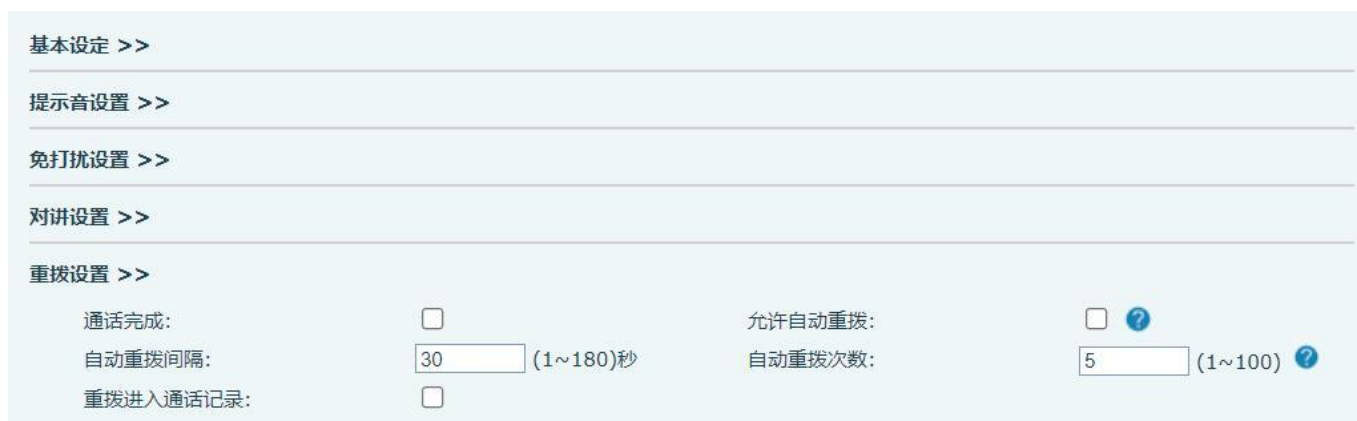 基本设定 >>
提示音设置 >>
免打扰设置 >>
对讲设置 >>
重拨设置 >>
通话完成: 允许自动重拨: ?
自动重拨间隔: 30 (1~180)秒 自动重拨次数: 5 (1~100) ?
重拨进入通话记录: